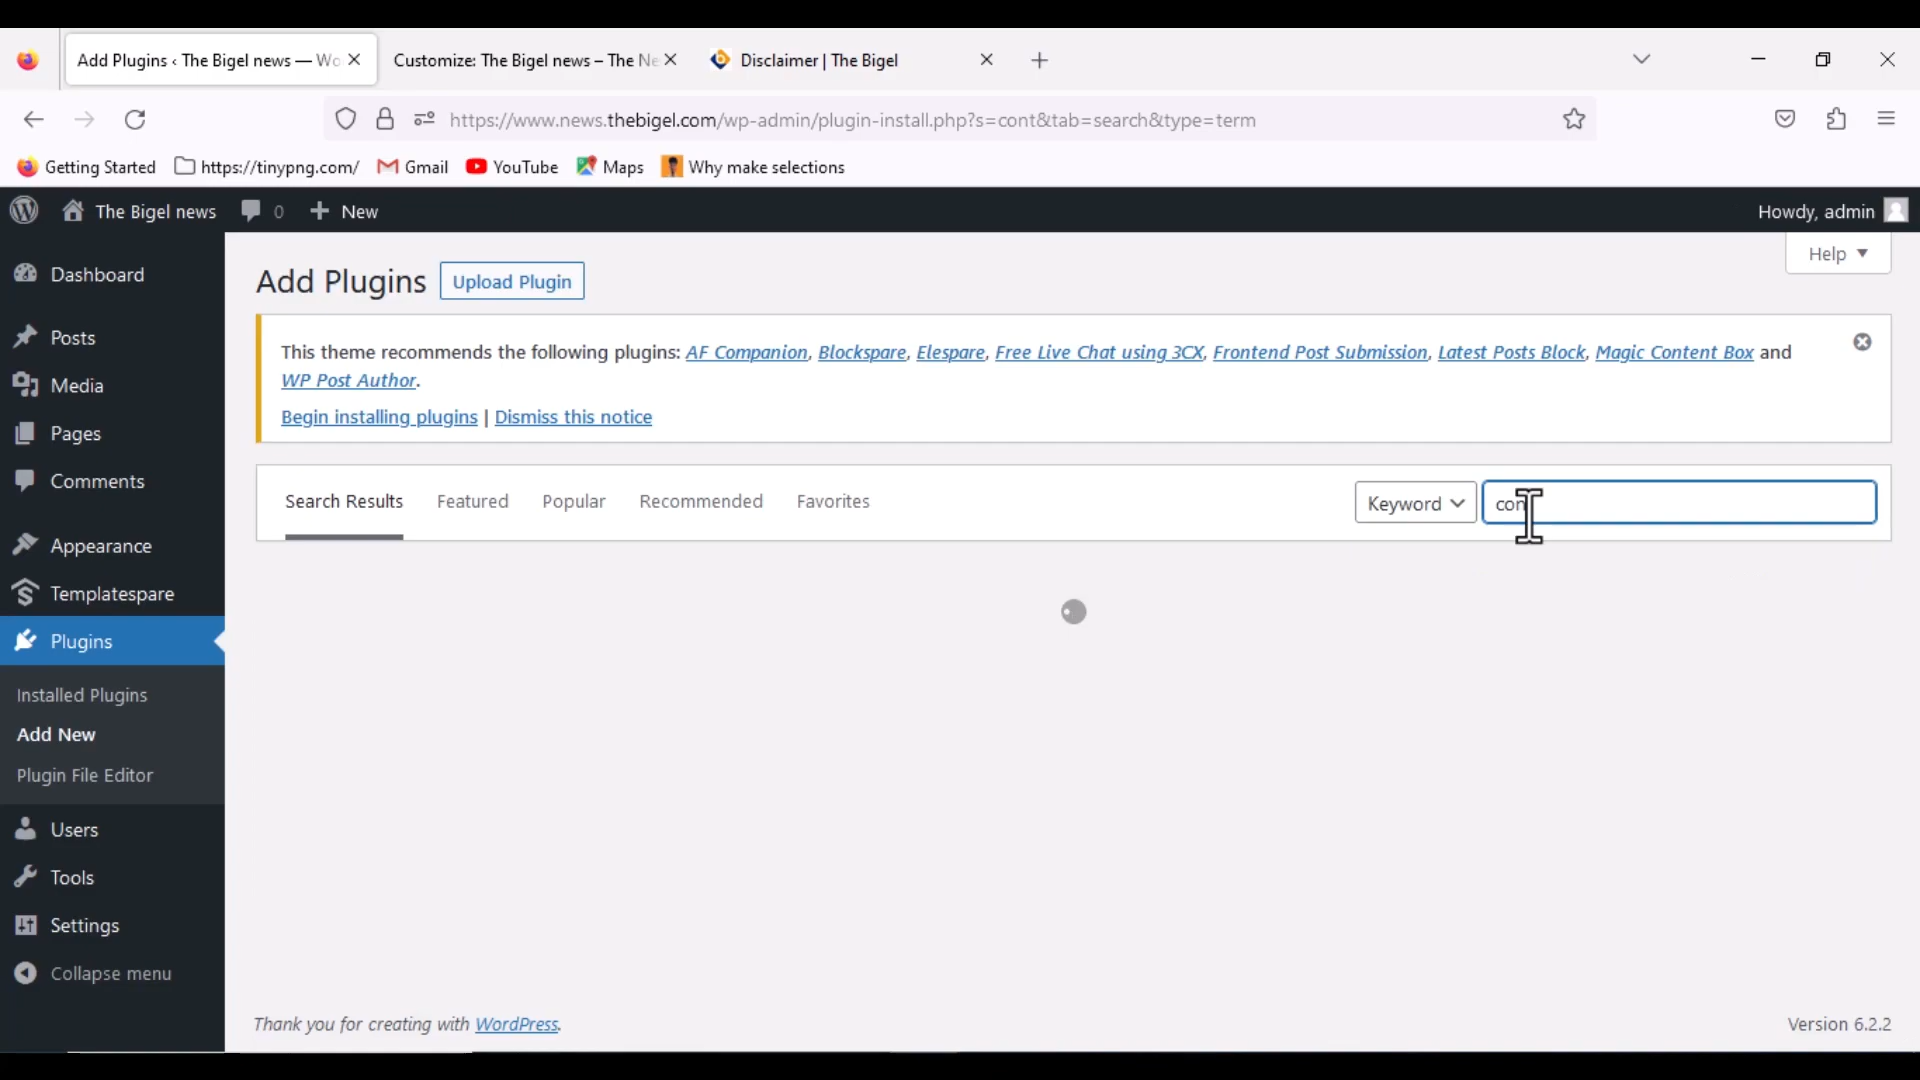 Add Plugins ‹ The Bigel news — Wo
Customize: The Bigel news – The Ne
Disclaimer | The Bigel
https://www.news.thebigel.com/wp-admin/plugin-install.php?s=cont&tab=search&type=term
Getting Started
https://tinypng.com/
Gmail
YouTube
Maps
Why make selections
The Bigel news
0
New
Howdy, admin
Help
Dashboard
Posts
Media
Pages
Comments
Appearance
Templatespare
Plugins
Installed Plugins
Add New
Plugin File Editor
Users
Tools
Settings
Collapse menu
Add Plugins
Upload Plugin
This theme recommends the following plugins: AF Companion, Blockspare, Elespare, Free Live Chat using 3CX, Frontend Post Submission, Latest Posts Block, Magic Content Box and
WP Post Author.
Begin installing plugins | Dismiss this notice
Search Results
Featured
Popular
Recommended
Favorites
Keyword
con
Thank you for creating with WordPress.
Version 6.2.2